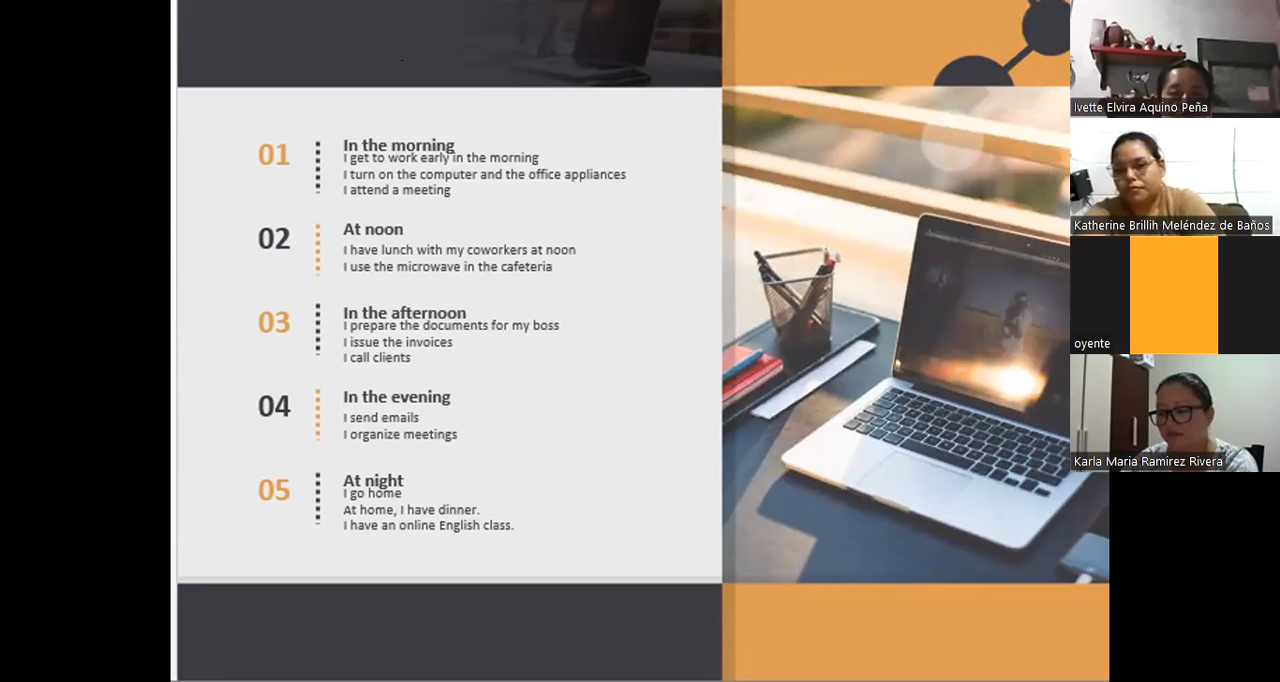 01
In the morning
I get to work early in the morning
I turn on the computer and the office appliances
I attend a meeting
02
At noon
I have lunch with my coworkers at noon
I use the microwave in the cafeteria
03
In the afternoon
I prepare the documents for my boss
I issue the invoices
I call clients
04
In the evening
I send emails
I organize meetings
05
At night
I go home
At home, I have dinner.
I have an online English class.
Ivette Elvira Aquino Peña
Katherine Brillih Meléndez de Baños
oyente
Karla Maria Ramirez Rivera